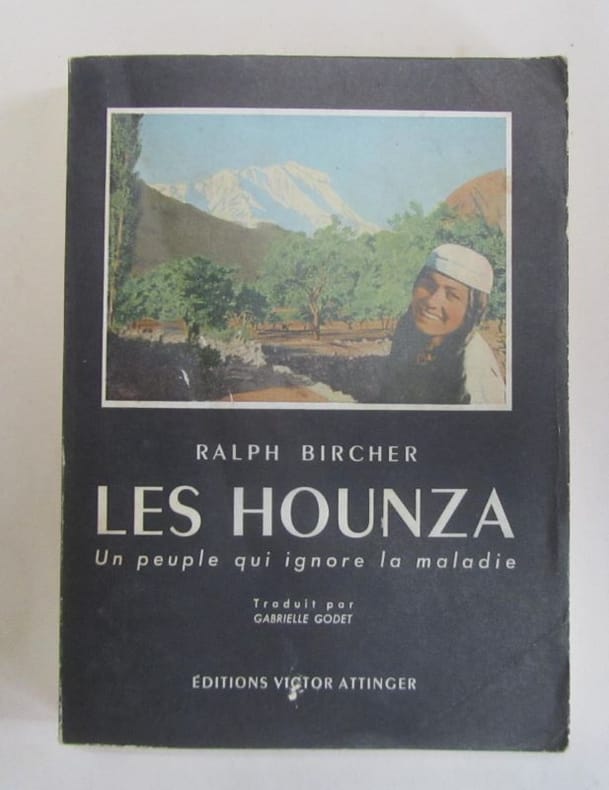 RALPH BIRCHER
LES HOUNZA
Un peuple qui ignore la maladie
Traduit par
GABRIELLE GODET
ÉDITIONS VICTOR ATTINGER